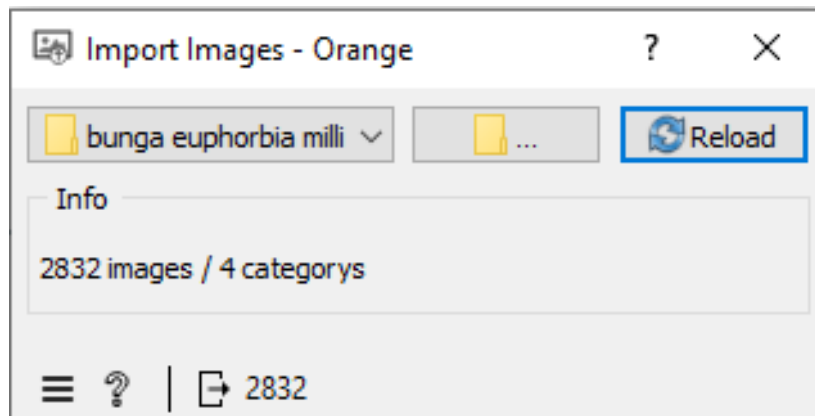 Import Images - Orange ?
bunga euphorbia milli ... Reload
Info
2832 images / 4 categorys
2832